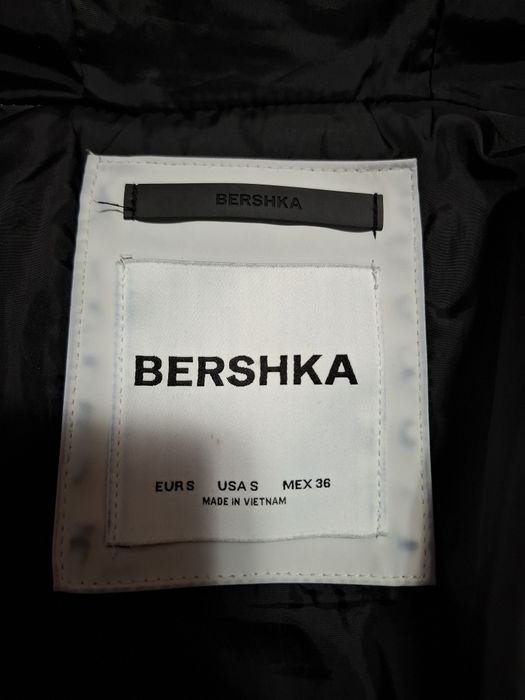 BERSHKA
BERSHKA
EUR S USA S MEX 36
MADE IN VIETNAM